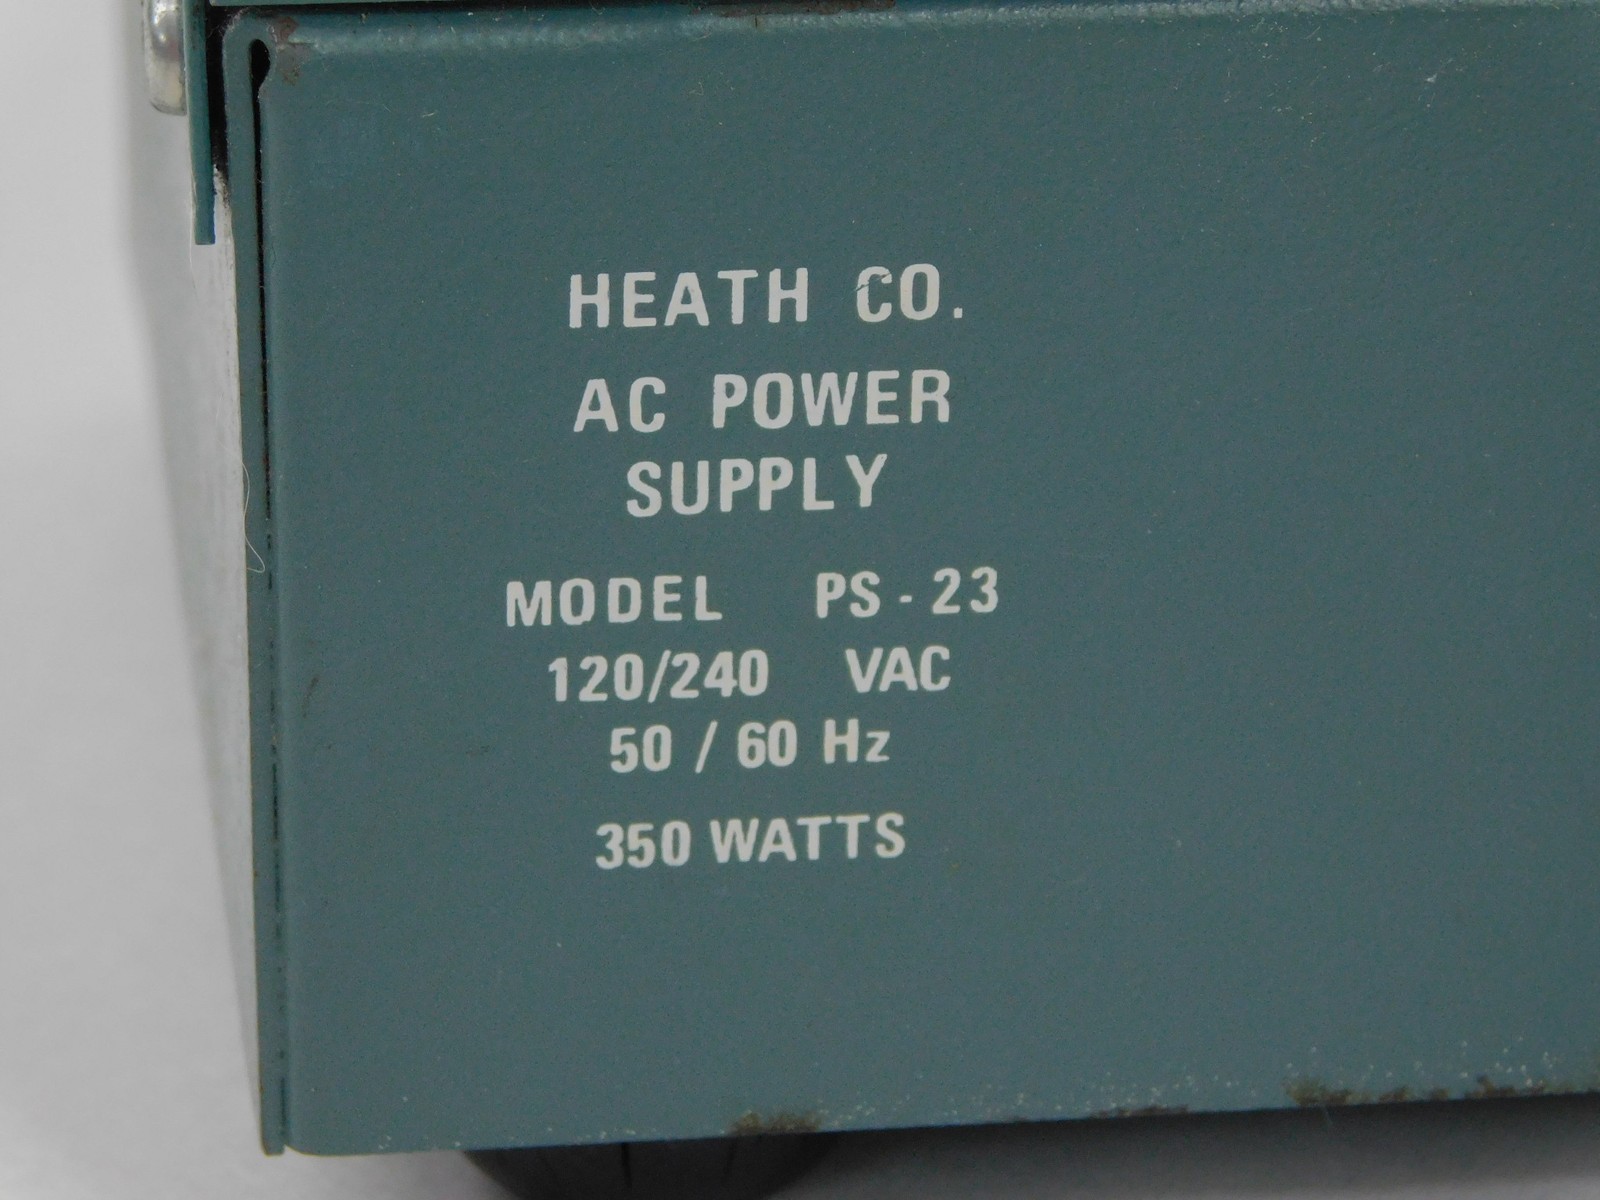 HEATH CO.
AC POWER
SUPPLY
MODEL PS-23
120/240 VAC
50 / 60 Hz
350 WATTS